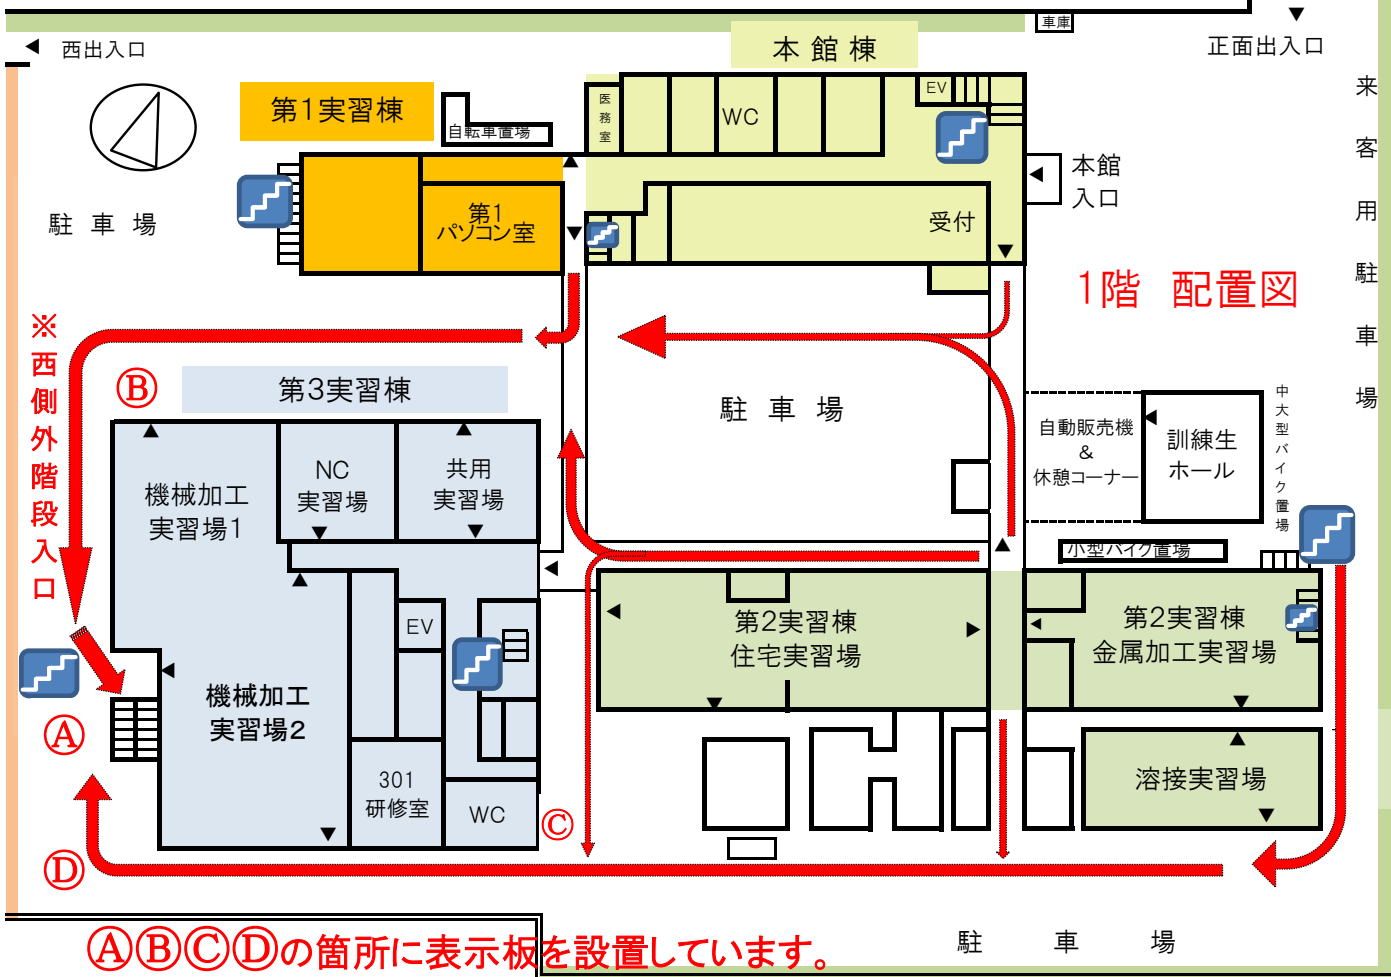 車庫
西出入口
正面出入口
本館棟
来客用駐車場
第1実習棟
自転車置場
医務室
WC
EV
本館
入口
駐車場
第1
パソコン室
受付
1階 配置図
※西側外階段入口
Ⓑ
第3実習棟
駐車場
中大型バイク置場
自動販売機
&
休憩コーナー
訓練生
ホール
機械加工
実習場1
NC
実習場
共用
実習場
小型バイク置場
EV
第2実習棟
住宅実習場
第2実習棟
金属加工実習場
機械加工
実習場2
Ⓐ
301
研修室
WC
Ⓒ
溶接実習場
Ⓓ
ⒶⒷⒸⒹの箇所に表示板を設置しています。
駐車場